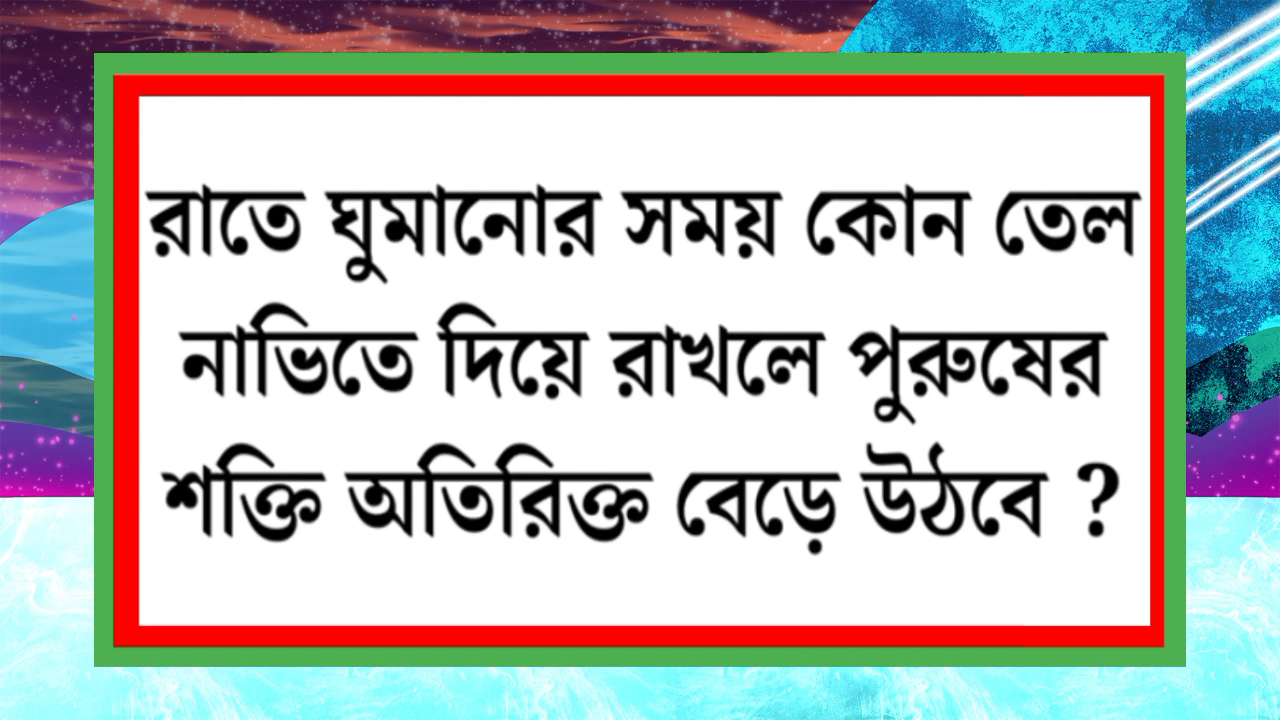 রাতে ঘুমানোর সময় কোন তেল
নাভিতে দিয়ে রাখলে পুরুষের
শক্তি অতিরিক্ত বেড়ে উঠবে ?